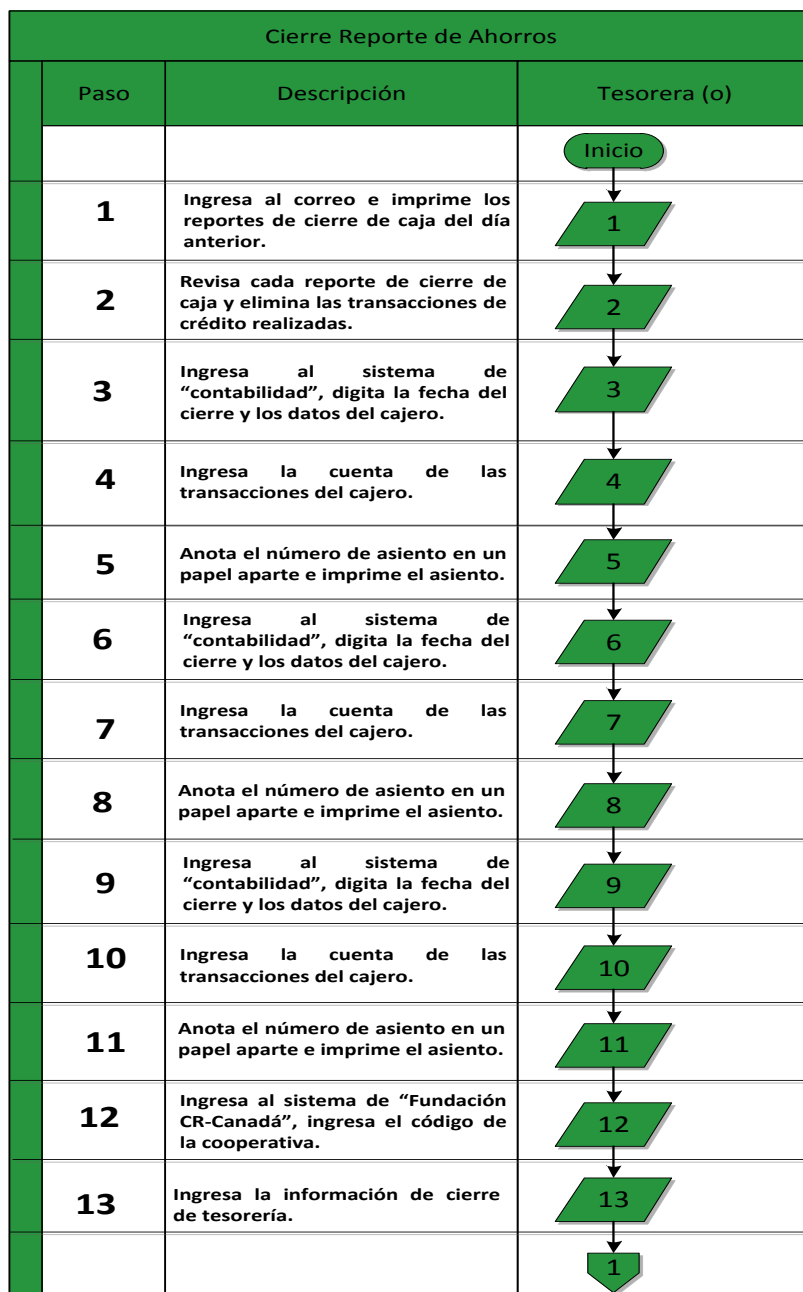 Cierre Reporte de Ahorros
Paso
Descripción
Tesorera (o)
Inicio
1
Ingresa al correo e imprime los
reportes de cierre de caja del día
anterior.
1
2
Revisa cada reporte de cierre de
caja y elimina las transacciones de
crédito realizadas.
2
3
Ingresa al sistema de
“contabilidad”, digita la fecha del
cierre y los datos del cajero.
3
4
Ingresa la cuenta de las
transacciones del cajero.
4
5
Anota el número de asiento en un
papel aparte e imprime el asiento.
5
6
Ingresa al sistema de
“contabilidad”, digita la fecha del
cierre y los datos del cajero.
6
7
Ingresa la cuenta de las
transacciones del cajero.
7
8
Anota el número de asiento en un
papel aparte e imprime el asiento.
8
9
Ingresa al sistema de
“contabilidad”, digita la fecha del
cierre y los datos del cajero.
9
10
Ingresa la cuenta de las
transacciones del cajero.
10
11
Anota el número de asiento en un
papel aparte e imprime el asiento.
11
12
Ingresa al sistema de “Fundación
CR-Canadá”, ingresa el código de
la cooperativa.
12
13
Ingresa la información de cierre
de tesorería.
13
1